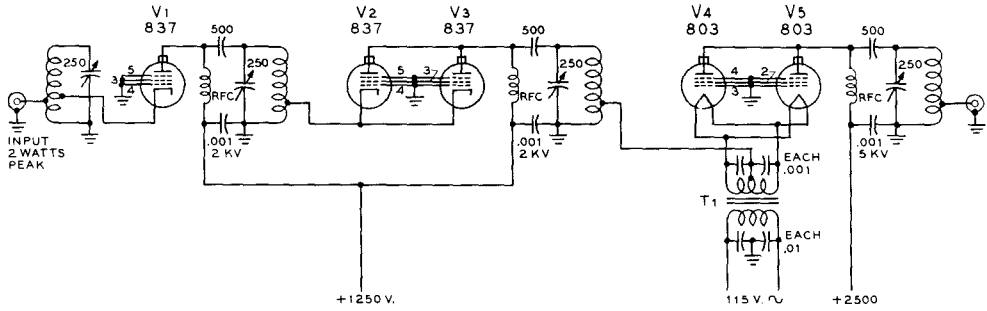 V1
837
V2
837
V3
837
V4
803
V5
803
500
500
500
250
5
3
4
250
RFC
5
3
4
250
RFC
4
2
3
250
RFC
INPUT
2 WATTS
PEAK
.001
2 KV
.001
2 KV
.001
5 KV
EACH
.001
T1
EACH
.01
+1250 V.
115 V. ~
+2500